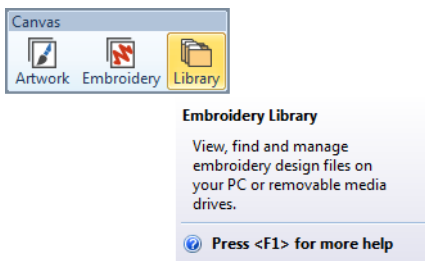 Canvas
Artwork Embroidery Library
Embroidery Library
View, find and manage
embroidery design files on
your PC or removable media
drives.
Press <F1> for more help